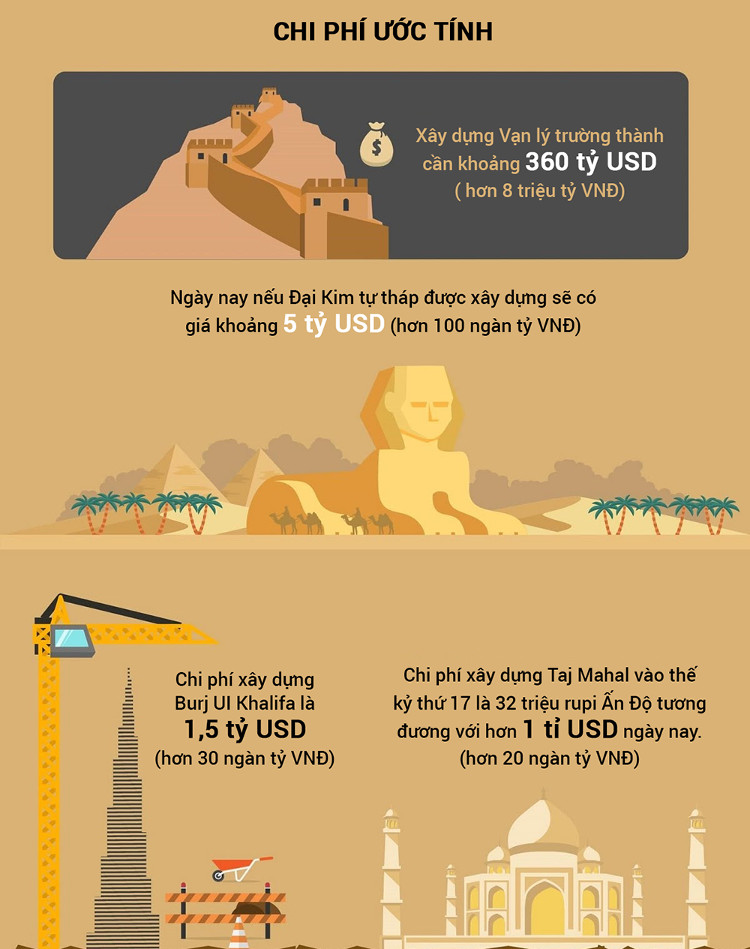 CHI PHÍ ƯỚC TÍNH
$
Xây dựng Vạn lý trường thành
cần khoảng 360 tỷ USD
( hơn 8 triệu tỷ VNĐ)
Ngày nay nếu Đại Kim tự tháp được xây dựng sẽ có
giá khoảng 5 tỷ USD (hơn 100 ngàn tỷ VNĐ)
Chi phí xây dựng
Burj Ul Khalifa là
1,5 tỷ USD
(hơn 30 ngàn tỷ VNĐ)
Chi phí xây dựng Taj Mahal vào thế
kỷ thứ 17 là 32 triệu rupi Ấn Độ tương
đương với hơn 1 tỉ USD ngày nay.
(hơn 20 ngàn tỷ VNĐ)